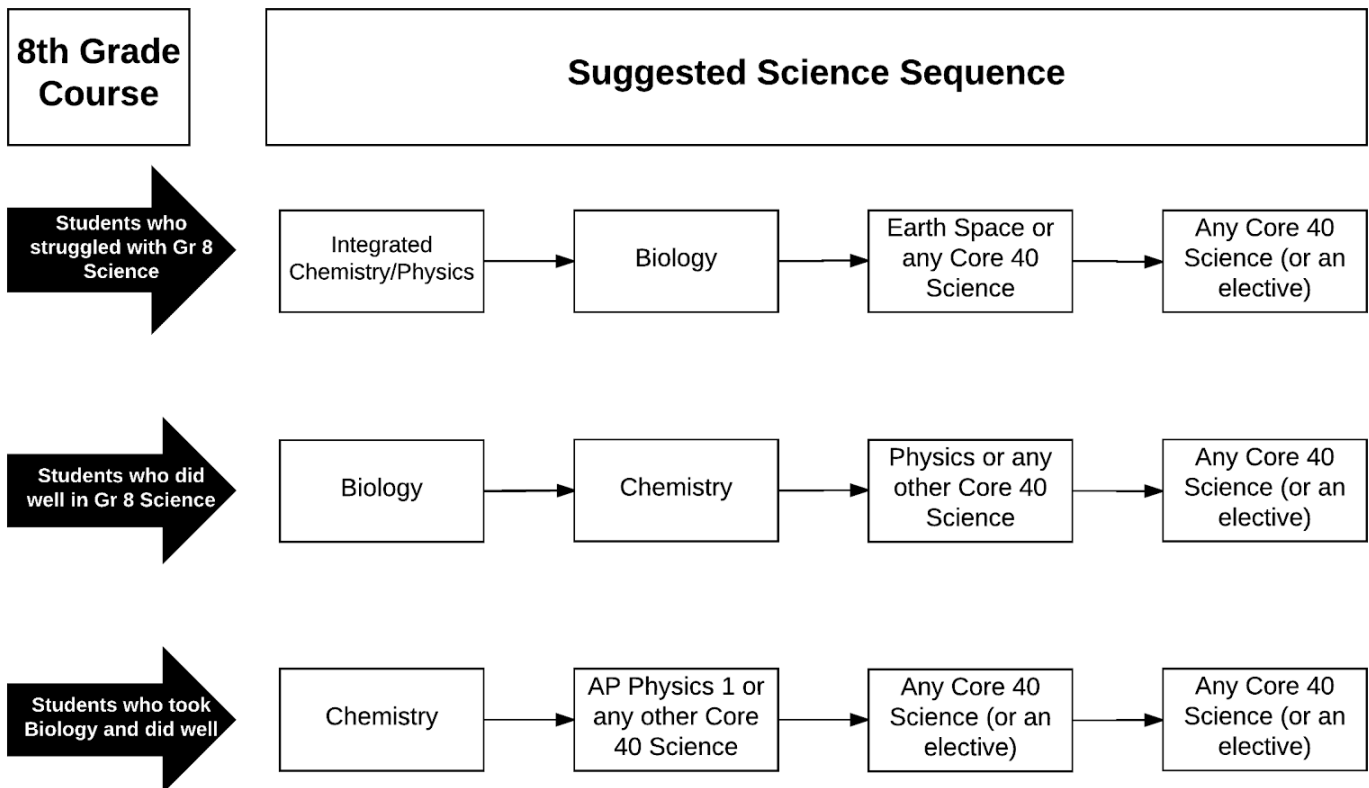 8th Grade
Course
Suggested Science Sequence
Students who
struggled with Gr 8
Science
Integrated
Chemistry/Physics
Biology
Earth Space or
any Core 40
Science
Any Core 40
Science (or an
elective)
Students who did
well in Gr 8 Science
Biology
Chemistry
Physics or any
other Core 40
Science
Any Core 40
Science (or an
elective)
Students who took
Biology and did well
Chemistry
AP Physics 1 or
any other Core
40 Science
Any Core 40
Science (or an
elective)
Any Core 40
Science (or an
elective)